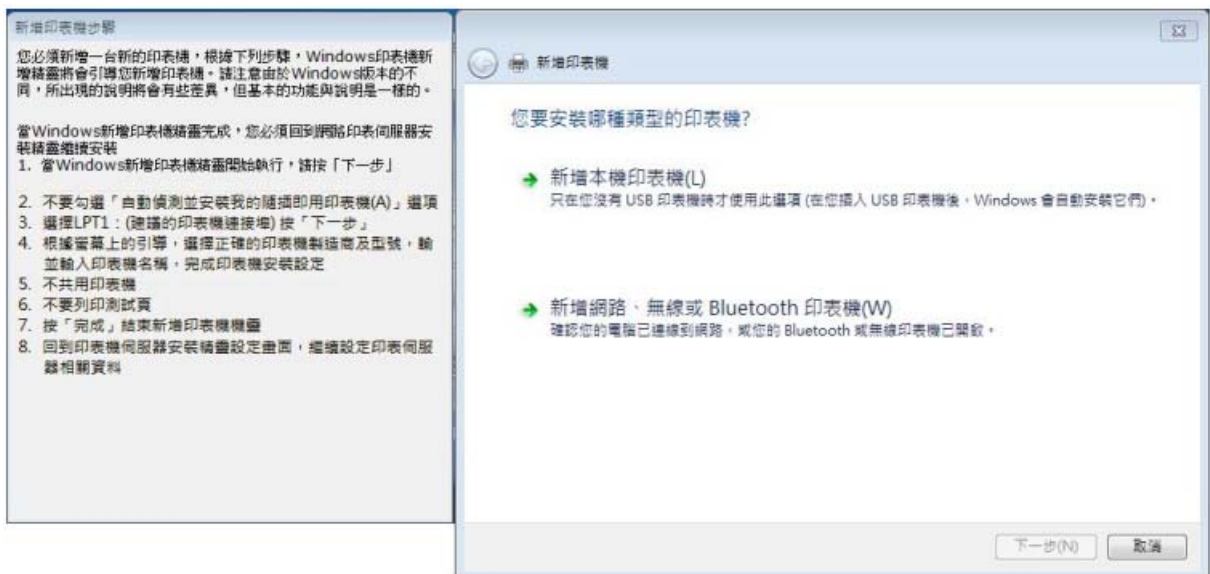 新增印表機步驟
您必須新增一台新的印表機，根據下列步驟，Windows印表機新
增精靈將會引導您新增印表機。請注意由於Windows版本的不
同，所出現的說明將會有些差異，但基本的功能與說明是一樣的。
當Windows新增印表機精靈完成，您必須回到網路印表伺服器安
裝精靈繼續安裝
1. 當Windows新增印表機精靈開始執行，請按「下一步」
2. 不要勾選「自動偵測並安裝我的隨插即用印表機(A)」選項
3. 選擇LPT1：(建議的印表機連接埠) 按「下一步」
4. 根據螢幕上的引導，選擇正確的印表機製造商及型號，輸
並輸入印表機名稱，完成印表機安裝設定
5. 不共用印表機
6. 不要列印測試頁
7. 按「完成」結束新增印表機機靈
8. 回到印表機伺服器安裝精靈設定畫面，繼續設定印表伺服
器相關資料
新增印表機
您要安裝哪種類型的印表機?
新增本機印表機(L)
只在您沒有 USB 印表機時才使用此選項 (在您插入 USB 印表機後，Windows 會自動安裝它們)。
新增網路、無線或 Bluetooth 印表機(W)
確認您的電腦已連線到網路，或您的 Bluetooth 或無線印表機已開啟。
下一步(N)
取消